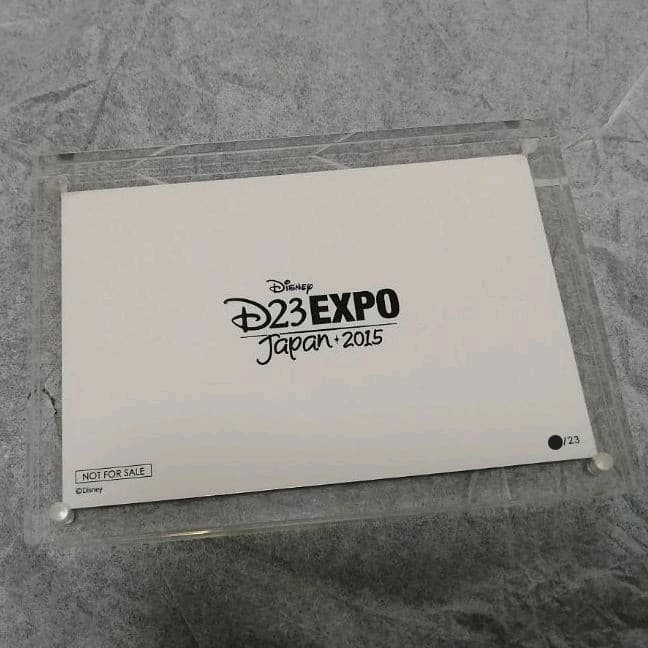 Disney
D23 EXPO
Japan 2015
NOT FOR SALE
©Disney
/23